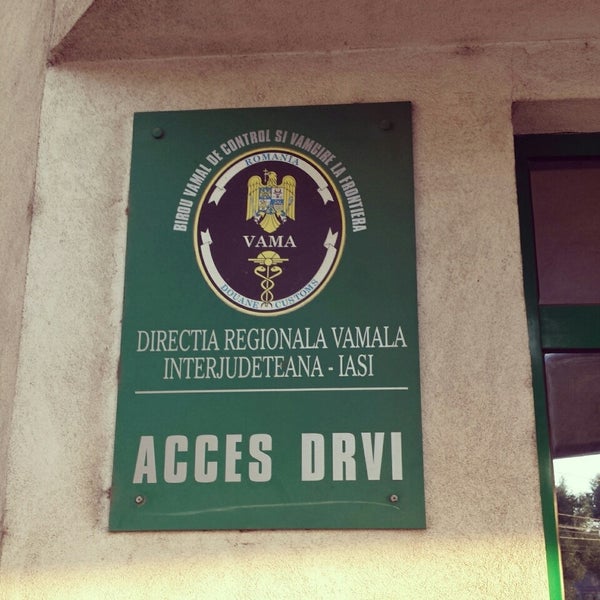 BIROU VAMAL DE CONTROL SI VAMUIRE LA FRONTIERA
ROMANIA
VAMA
DOUANE CUSTOMS
DIRECTIA REGIONALA VAMALA
INTERJUDETEANA - IASI
ACCES DRVI